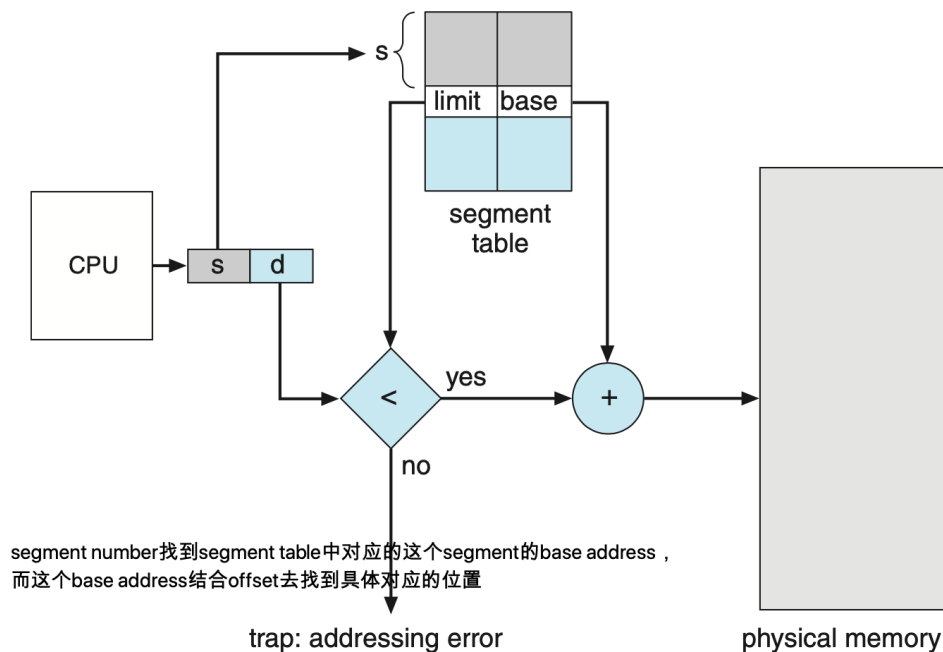 s
limit base
segment
table
CPU
s d
<
yes
+
no
segment number找到segment table中对应的这个segment的base address，
而这个base address结合offset去找到具体对应的位置
trap: addressing error
physical memory